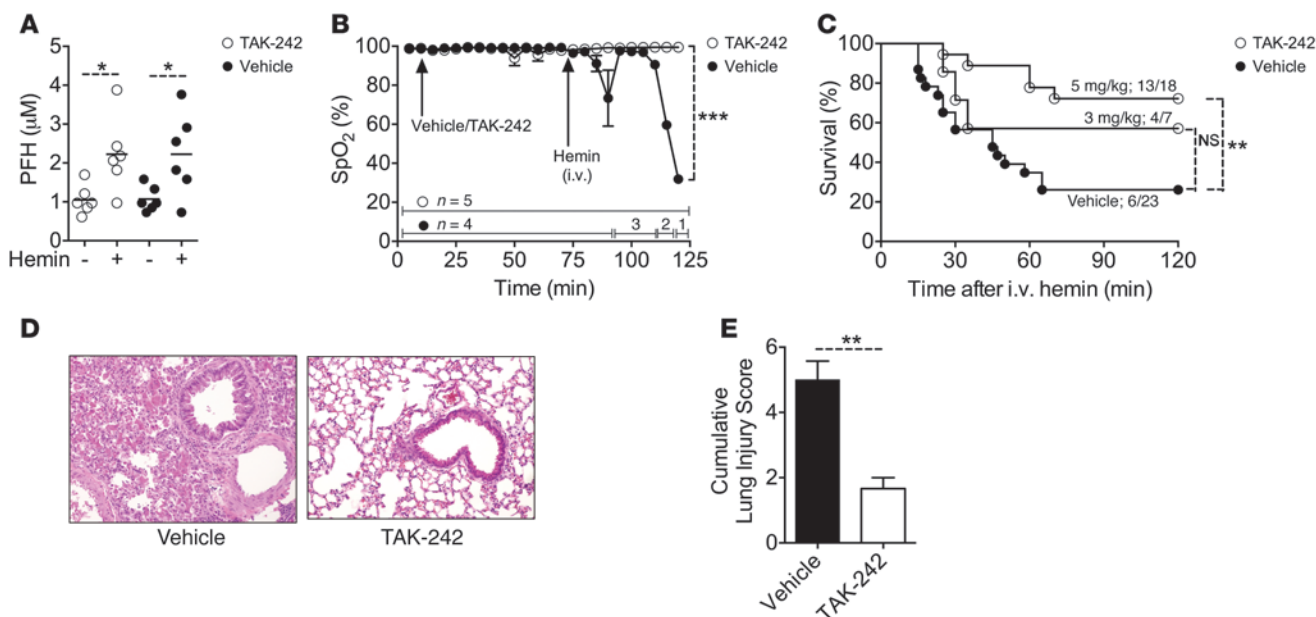 A
TAK-242
Vehicle
PFH (μM)
5
4
3
2
1
0
*
*
Hemin - + - +
B
TAK-242
Vehicle
SpO2 (%)
100
80
60
40
20
0
Vehicle/TAK-242
Hemin
(i.v.)
***
n = 5
n = 4
3
2
1
0 25 50 75 100 125
Time (min)
C
TAK-242
Vehicle
Survival (%)
100
80
60
40
20
0
5 mg/kg; 13/18
3 mg/kg; 4/7
NS
**
Vehicle; 6/23
0 30 60 90 120
Time after i.v. hemin (min)
D
Vehicle
TAK-242
E
Cumulative
Lung Injury Score
6
4
2
0
**
Vehicle
TAK-242